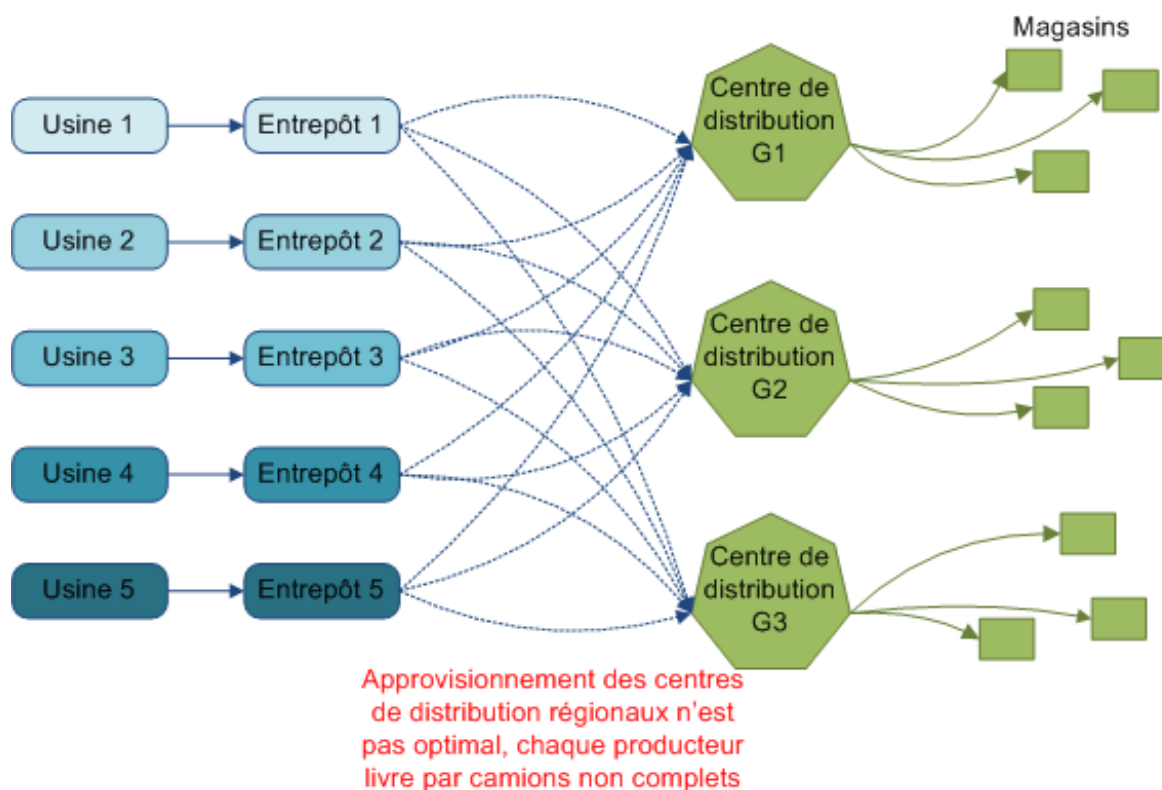 Magasins
Centre de
distribution
G1
Usine 1
Entrepôt 1
Usine 2
Entrepôt 2
Centre de
distribution
G2
Usine 3
Entrepôt 3
Usine 4
Entrepôt 4
Centre de
distribution
G3
Usine 5
Entrepôt 5
Approvisionnement des centres
de distribution régionaux n'est
pas optimal, chaque producteur
livre par camions non complets